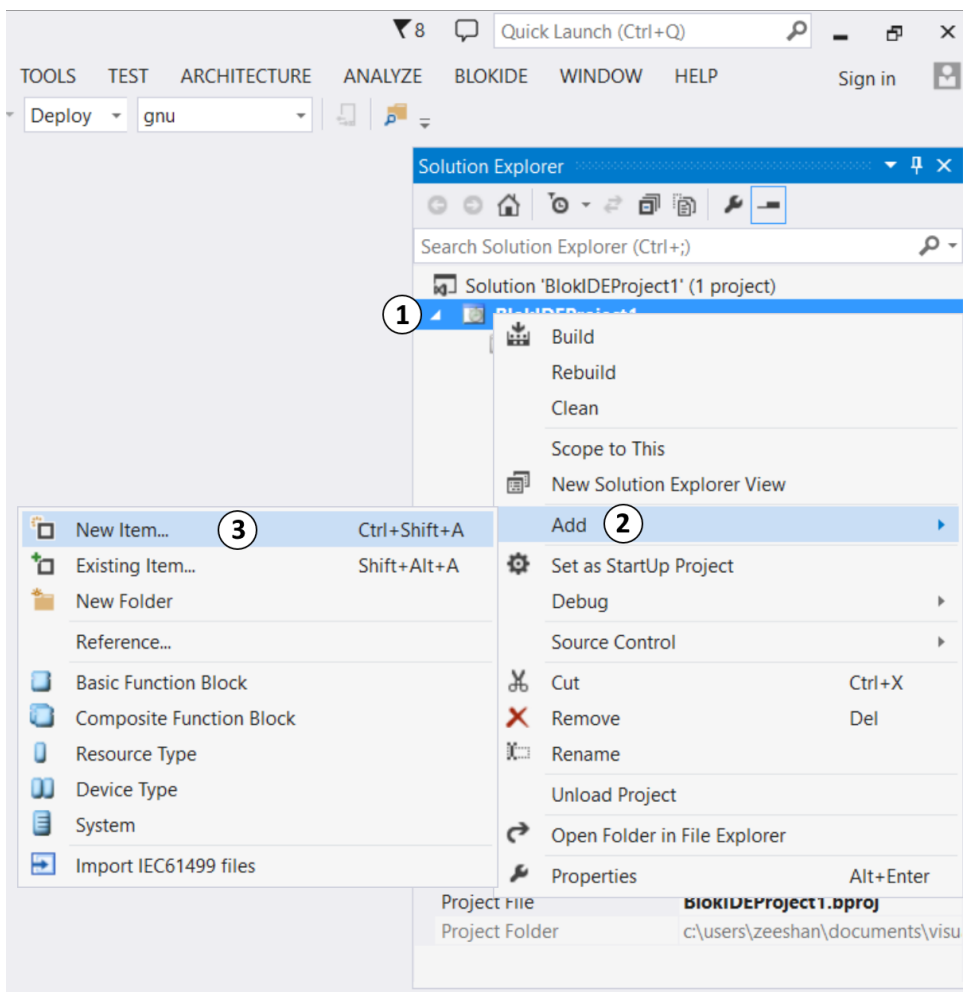 8 Quick Launch (Ctrl+Q)
TOOLS TEST ARCHITECTURE ANALYZE BLOKIDE WINDOW HELP Sign in
Deploy gnu
Solution Explorer
Search Solution Explorer (Ctrl+;)
Solution 'BlokIDEProject1' (1 project)
1 BlokIDEProject1
Build
Rebuild
Clean
Scope to This
New Solution Explorer View
Add 2
Set as StartUp Project
Debug
Source Control
Cut Ctrl+X
Remove Del
Rename
Unload Project
Open Folder in File Explorer
Properties Alt+Enter
New Item... 3 Ctrl+Shift+A
Existing Item... Shift+Alt+A
New Folder
Reference...
Basic Function Block
Composite Function Block
Resource Type
Device Type
System
Import IEC61499 files
Project File BlokIDEProject1.bproj
Project Folder c:\users\zeeshan\documents\visu